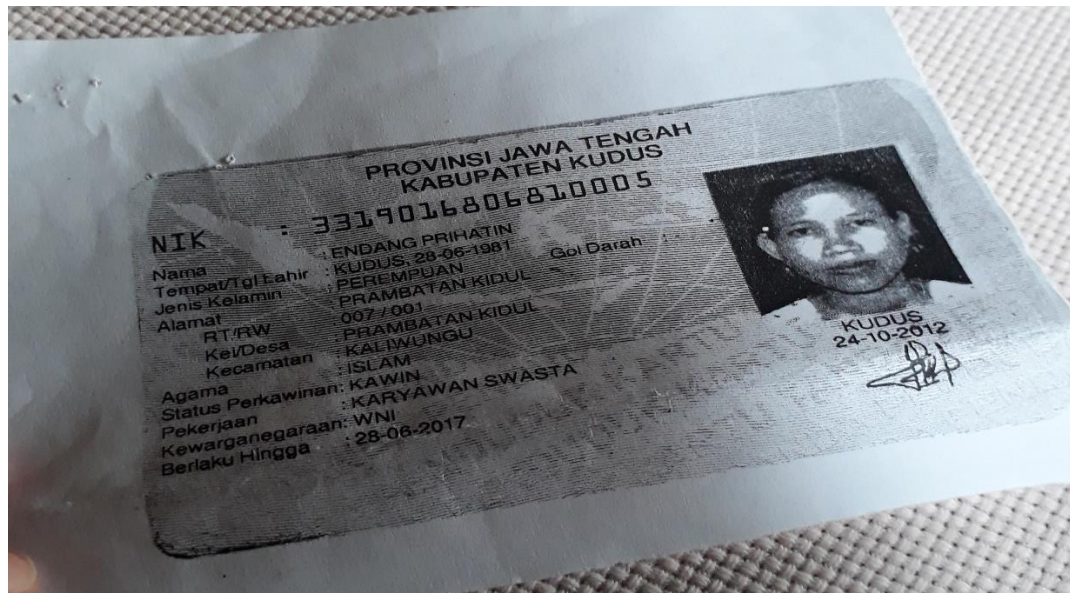 PROVINSI JAWA TENGAH
KABUPATEN KUDUS
NIK : 3319016806810005
Nama : ENDANG PRIHATIN
Tempat/Tgl Lahir : KUDUS, 28-06-1981
Jenis Kelamin : PEREMPUAN Gol Darah : -
Alamat : PRAMBATAN KIDUL
RT/RW : 007 / 001
Kel/Desa : PRAMBATAN KIDUL
Kecamatan : KALIWUNGU
Agama : ISLAM
Status Perkawinan: KAWIN
Pekerjaan : KARYAWAN SWASTA
Kewarganegaraan: WNI
Berlaku Hingga : 28-06-2017
KUDUS
24-10-2012